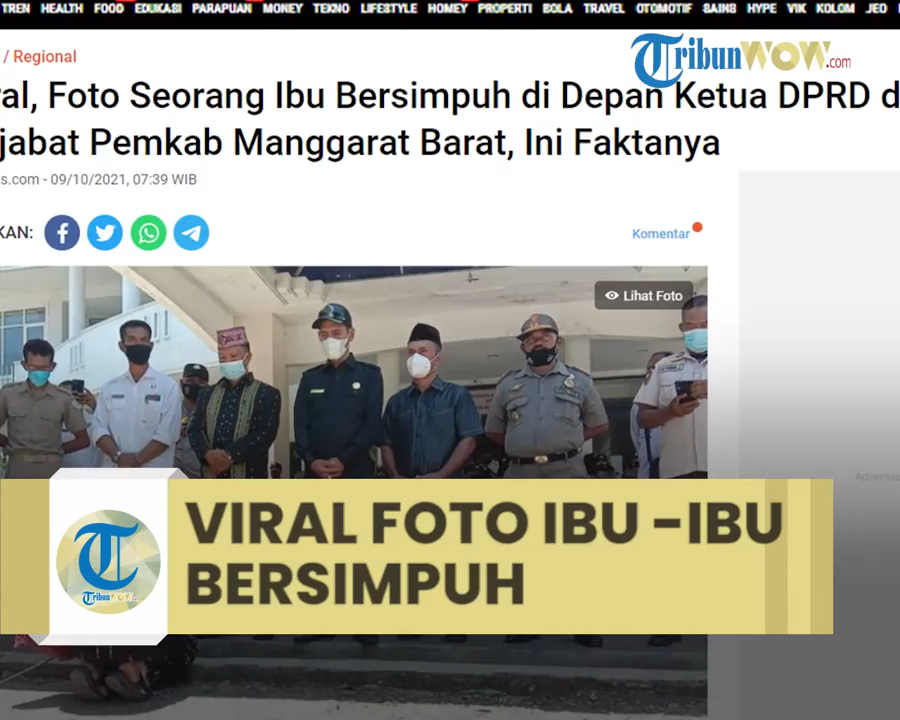 TREN HEALTH FOOD EDUKASI PARAPUAN MONEY TEKNO LIFESTYLE HOMEY PROPERTI BOLA TRAVEL OTOMOTIF SAINS HYPE VIK KOLOM JEO
/ Regional
TribunWOW.com
ral, Foto Seorang Ibu Bersimpuh di Depan Ketua DPRD d
jabat Pemkab Manggarat Barat, Ini Faktanya
s.com - 09/10/2021, 07:39 WIB
KAN:
Komentar
Lihat Foto
VIRAL FOTO IBU -IBU
BERSIMPUH
TribunWOW